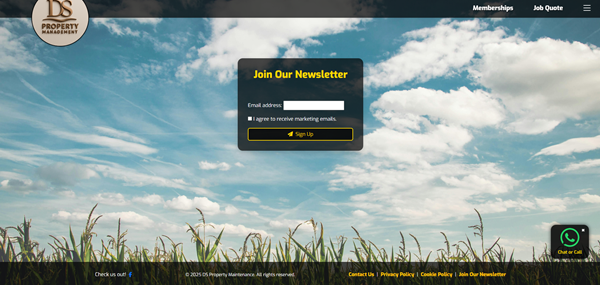 DS
PROPERTY
MANAGEMENT
Memberships
Job Quote
Join Our Newsletter
Email address:
I agree to receive marketing emails.
Sign Up
Chat or Call
Check us out!
© 2025 DS Property Maintenance. All rights reserved.
Contact Us | Privacy Policy | Cookie Policy | Join Our Newsletter